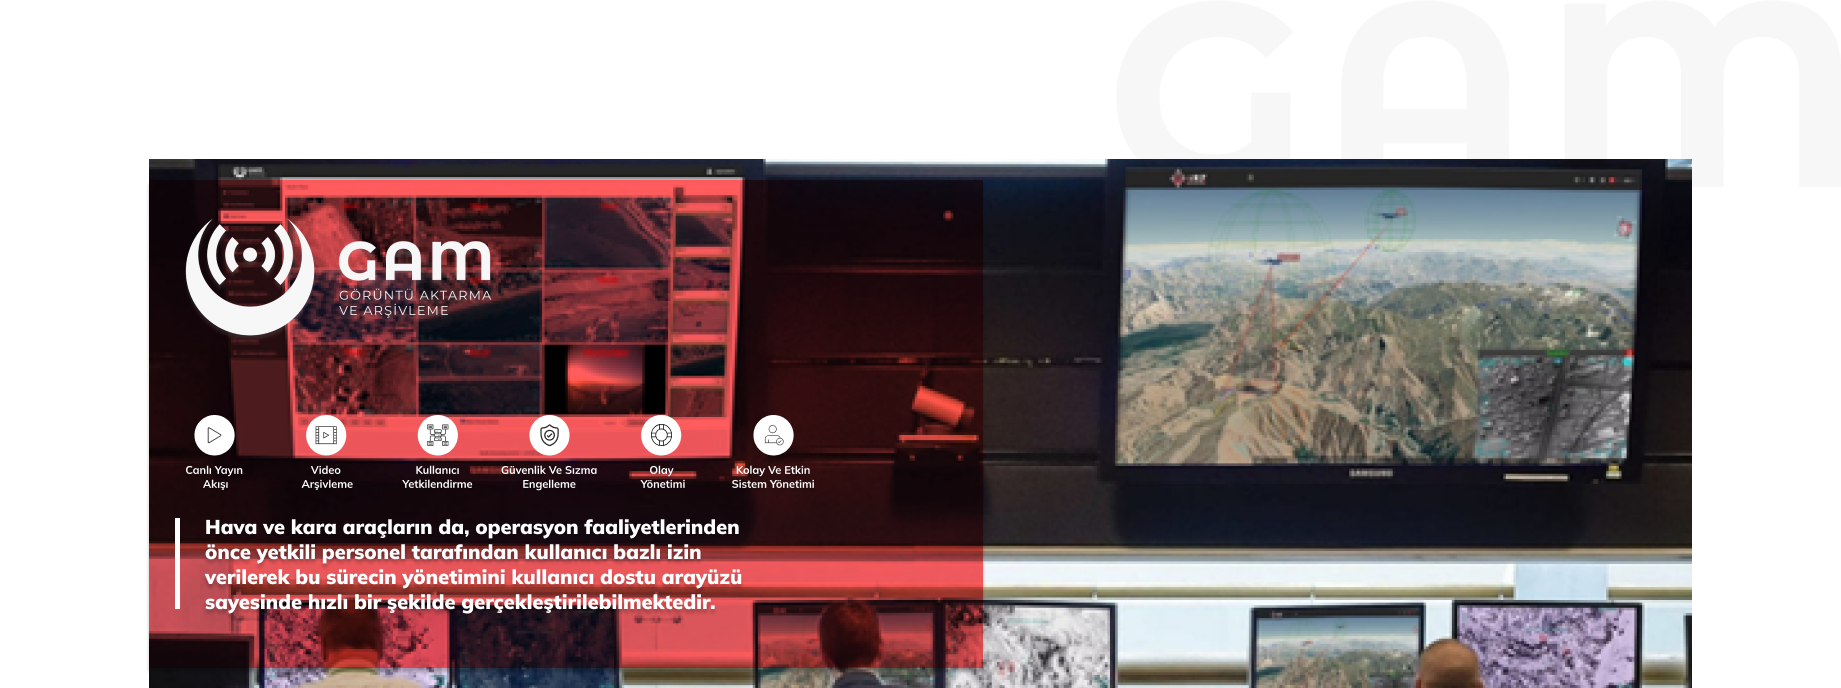 GAM
GAM
GÖRÜNTÜ AKTARMA
VE ARŞİVLEME
Canlı Yayın
Akışı
Video
Arşivleme
Kullanıcı
Yetkilendirme
Güvenlik Ve Sızma
Engelleme
Olay
Yönetimi
Kolay Ve Etkin
Sistem Yönetimi
Hava ve kara araçların da, operasyon faaliyetlerinden
önce yetkili personel tarafından kullanıcı bazlı izin
verilerek bu sürecin yönetimini kullanıcı dostu arayüzü
sayesinde hızlı bir şekilde gerçekleştirilebilmektedir.
SAMSUNG